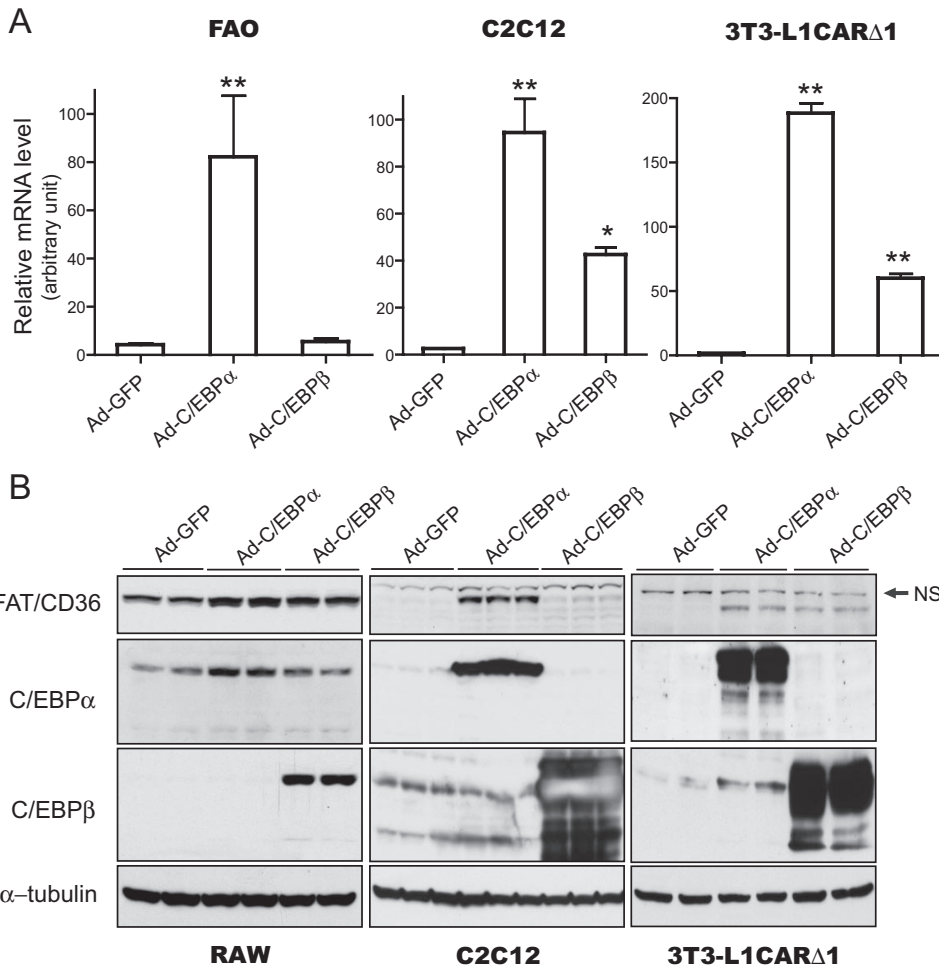 A
FAO
C2C12
3T3-L1CARΔ1
Relative mRNA level
(arbitrary unit)
100
80
60
40
20
0
**
Ad-GFP
Ad-C/EBPα
Ad-C/EBPβ
100
80
60
40
20
0
**
*
Ad-GFP
Ad-C/EBPα
Ad-C/EBPβ
200
150
100
50
0
**
**
Ad-GFP
Ad-C/EBPα
Ad-C/EBPβ
B
Ad-GFP
Ad-C/EBPα
Ad-C/EBPβ
Ad-GFP
Ad-C/EBPα
Ad-C/EBPβ
Ad-GFP
Ad-C/EBPα
Ad-C/EBPβ
FAT/CD36
NS
C/EBPα
C/EBPβ
α–tubulin
RAW
C2C12
3T3-L1CARΔ1